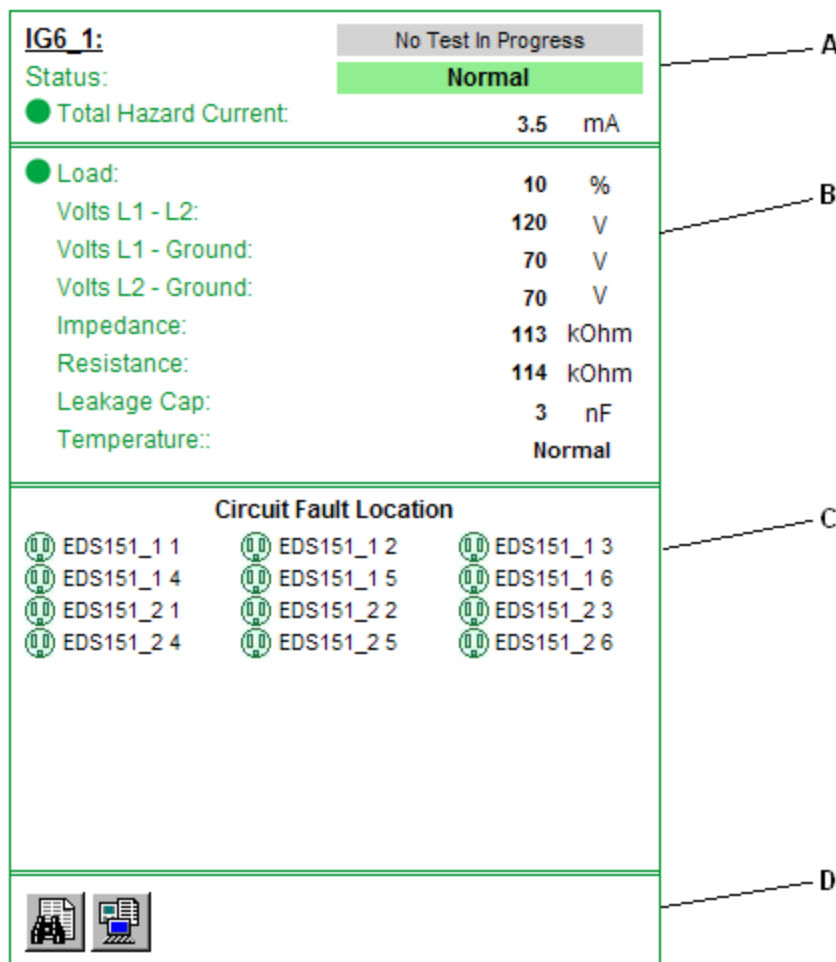 IG6_1: No Test In Progress A
Status: Normal
Total Hazard Current: 3.5 mA
Load: 10 %
B
Volts L1 - L2: 120 V
Volts L1 - Ground: 70 V
Volts L2 - Ground: 70 V
Impedance: 113 kOhm
Resistance: 114 kOhm
Leakage Cap: 3 nF
Temperature:: Normal
Circuit Fault Location
C
EDS151_1 1 EDS151_1 2 EDS151_1 3
EDS151_1 4 EDS151_1 5 EDS151_1 6
EDS151_2 1 EDS151_2 2 EDS151_2 3
EDS151_2 4 EDS151_2 5 EDS151_2 6
D